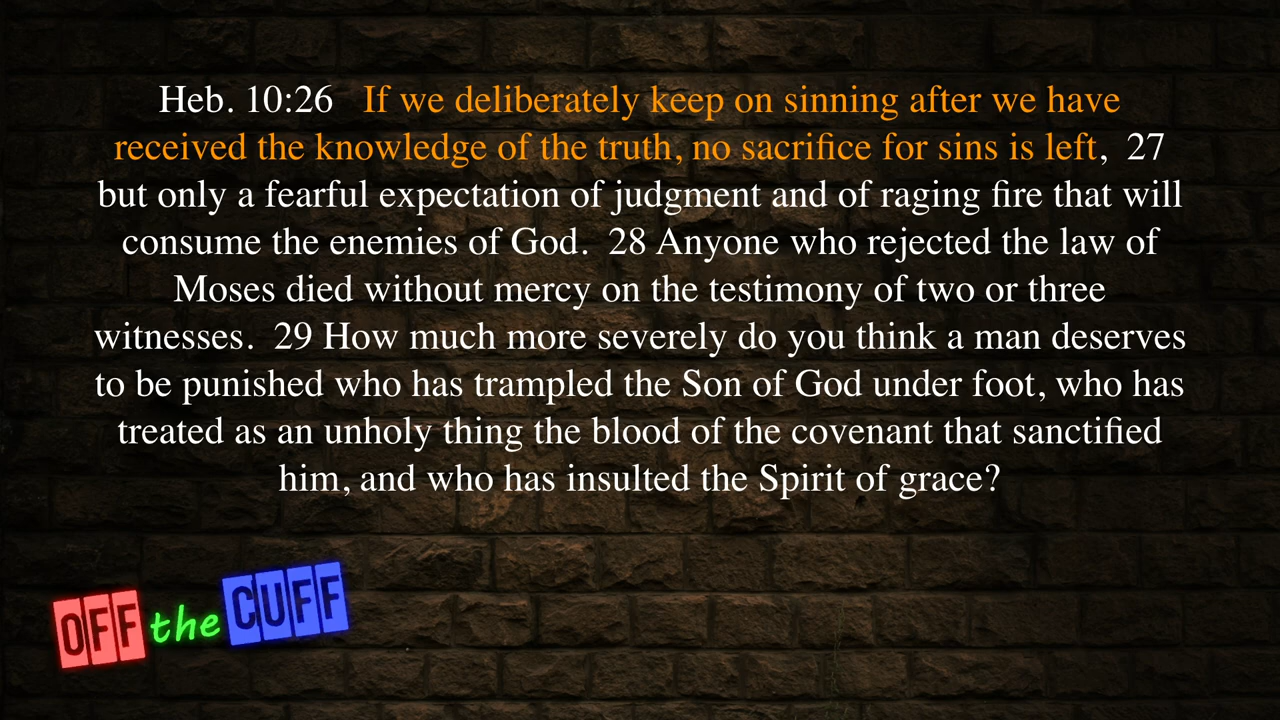 Heb. 10:26   If we deliberately keep on sinning after we have
received the knowledge of the truth, no sacrifice for sins is left,  27
but only a fearful expectation of judgment and of raging fire that will
consume the enemies of God.  28 Anyone who rejected the law of
Moses died without mercy on the testimony of two or three
witnesses.  29 How much more severely do you think a man deserves
to be punished who has trampled the Son of God under foot, who has
treated as an unholy thing the blood of the covenant that sanctified
him, and who has insulted the Spirit of grace?
OFF the CUFF